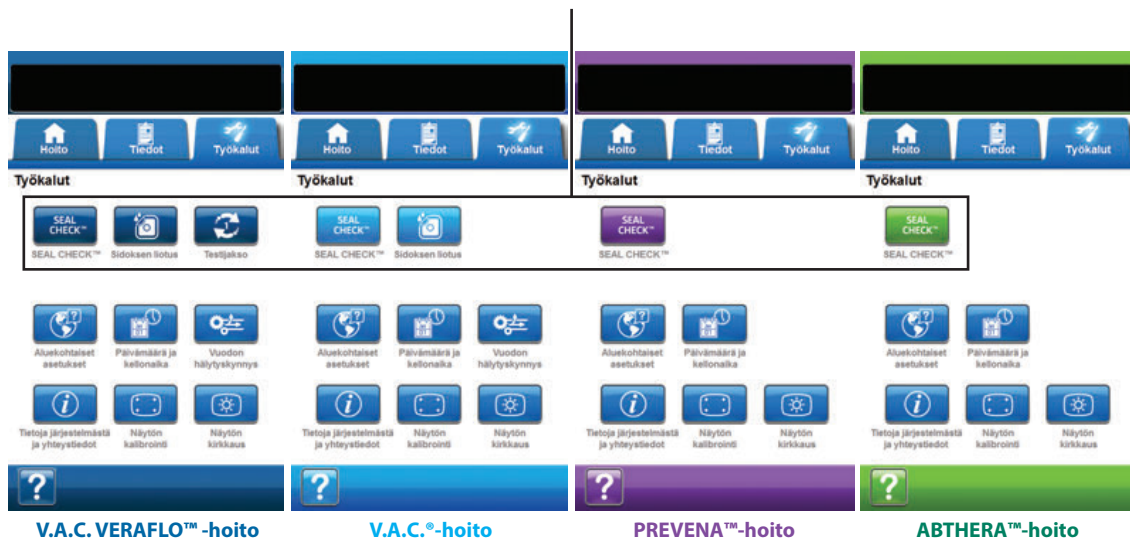 Hoito Tiedot Työkalut
Työkalut
SEAL CHECK™
SEAL CHECK™ Sidoksen liotus Testijakso
Aluekohtaiset asetukset Päivämäärä ja kellonaika Vuodon hälytyskynnys
Tietoja järjestelmästä ja yhteystiedot Näytön kalibrointi Näytön kirkkaus
?
V.A.C. VERAFLO™ -hoito
Hoito Tiedot Työkalut
Työkalut
SEAL CHECK™
SEAL CHECK™ Sidoksen liotus
Aluekohtaiset asetukset Päivämäärä ja kellonaika Vuodon hälytyskynnys
Tietoja järjestelmästä ja yhteystiedot Näytön kalibrointi Näytön kirkkaus
?
V.A.C.®-hoito
Hoito Tiedot Työkalut
Työkalut
SEAL CHECK™
SEAL CHECK™
Aluekohtaiset asetukset Päivämäärä ja kellonaika
Tietoja järjestelmästä ja yhteystiedot Näytön kalibrointi Näytön kirkkaus
?
PREVENA™-hoito
Hoito Tiedot Työkalut
Työkalut
SEAL CHECK™
SEAL CHECK™
Aluekohtaiset asetukset Päivämäärä ja kellonaika
Tietoja järjestelmästä ja yhteystiedot Näytön kalibrointi Näytön kirkkaus
?
ABTHERA™-hoito